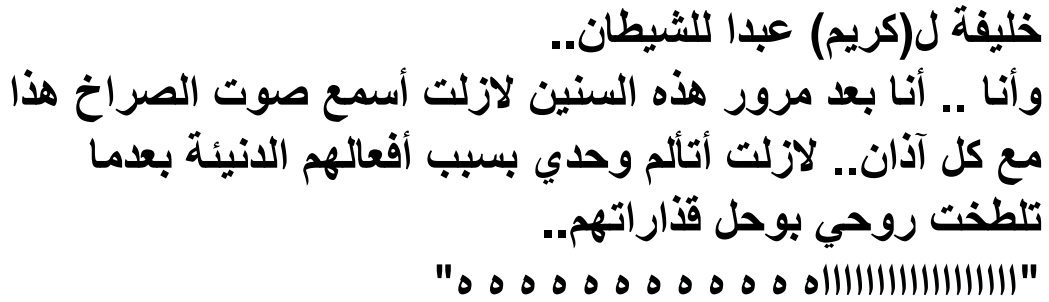 خليفة ل(كريم) عبدا للشيطان..
وأنا .. أنا بعد مرور هذه السنين لازلت أسمع صوت الصراخ هذا
مع كل آذان.. لازلت أتألم وحدي بسبب أفعالهم الدنيئة بعدما
تلطخت روحي بوحل قذاراتهم..
"اااااااااااااااااااه ه ه ه ه ه ه ه ه ه ه ه"